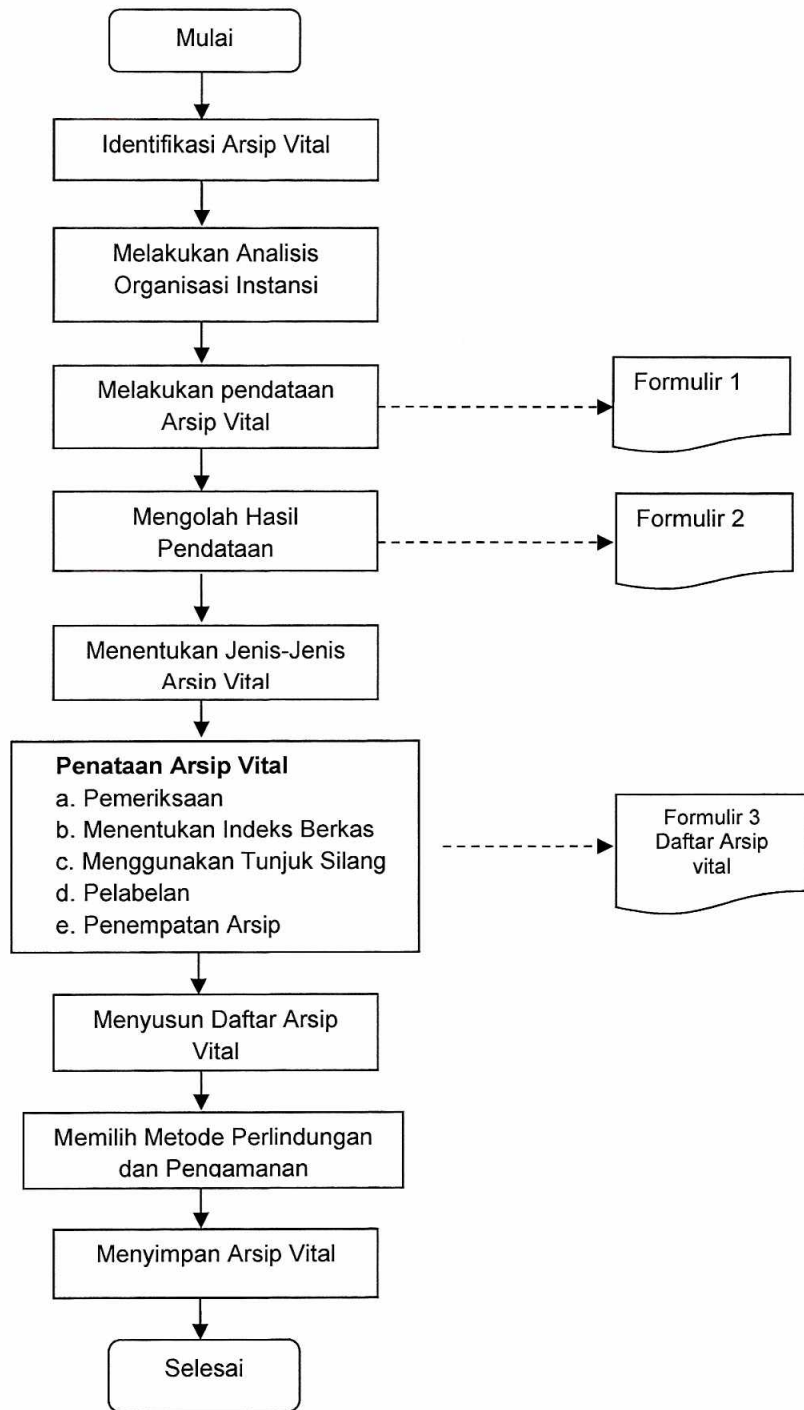 Mulai
Identifikasi Arsip Vital
Melakukan Analisis
Organisasi Instansi
Melakukan pendataan
Arsip Vital
Formulir 1
Mengolah Hasil
Pendataan
Formulir 2
Menentukan Jenis-Jenis
Arsip Vital
Penataan Arsip Vital
a. Pemeriksaan
b. Menentukan Indeks Berkas
c. Menggunakan Tunjuk Silang
d. Pelabelan
e. Penempatan Arsip
Formulir 3
Daftar Arsip
vital
Menyusun Daftar Arsip
Vital
Memilih Metode Perlindungan
dan Pengamanan
Menyimpan Arsip Vital
Selesai